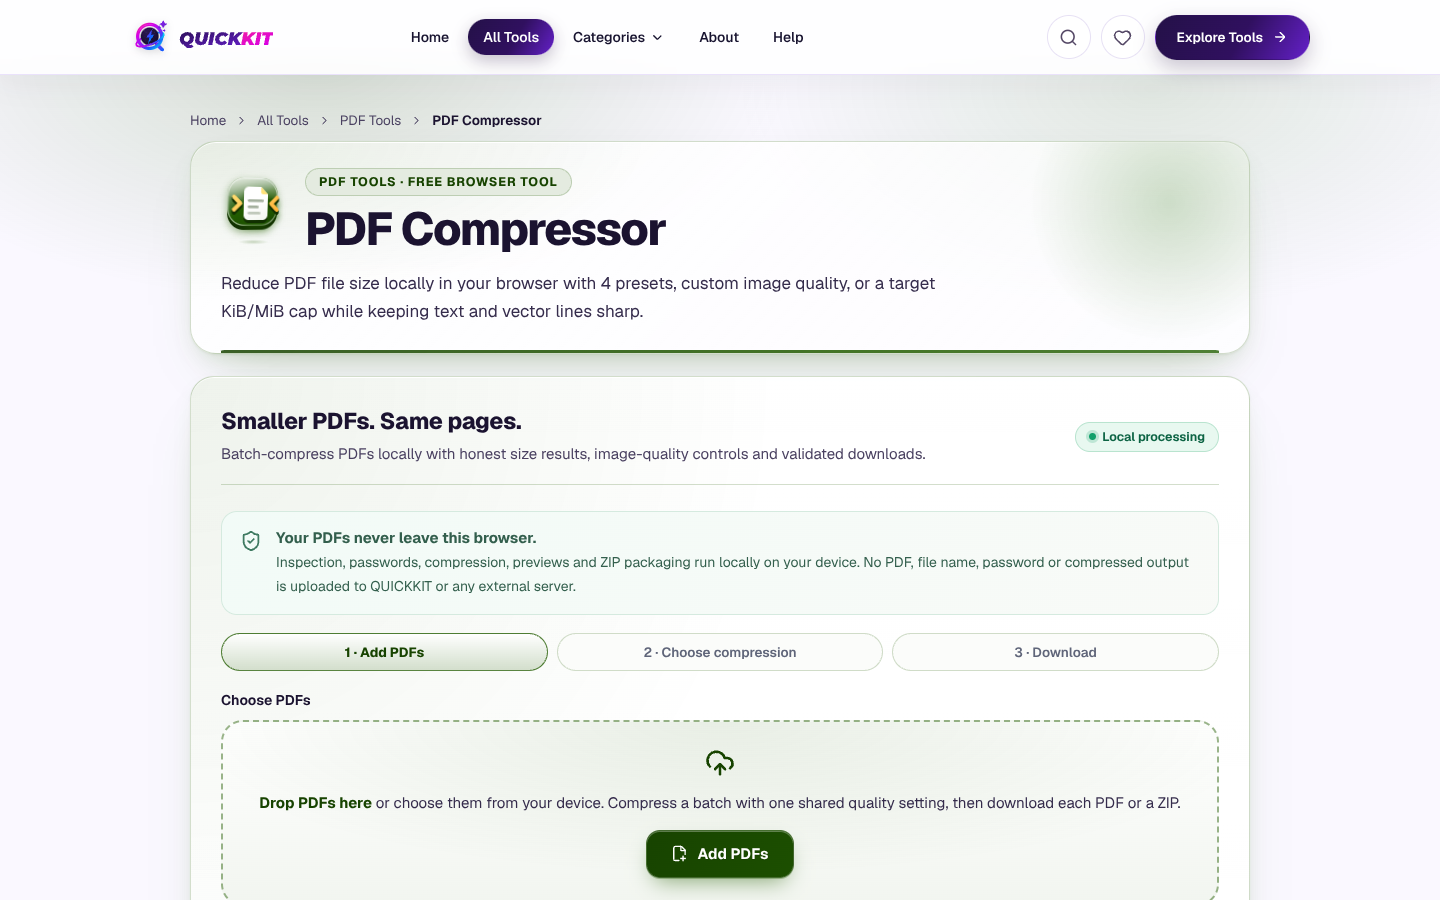 QUICKKIT
Home
All Tools
Categories
About
Help
Explore Tools
Home > All Tools > PDF Tools > PDF Compressor
PDF TOOLS · FREE BROWSER TOOL
PDF Compressor
Reduce PDF file size locally in your browser with 4 presets, custom image quality, or a target
KiB/MiB cap while keeping text and vector lines sharp.
Smaller PDFs. Same pages.
Batch-compress PDFs locally with honest size results, image-quality controls and validated downloads.
Local processing
Your PDFs never leave this browser.
Inspection, passwords, compression, previews and ZIP packaging run locally on your device. No PDF, file name, password or compressed output
is uploaded to QUICKKIT or any external server.
1 · Add PDFs
2 · Choose compression
3 · Download
Choose PDFs
Drop PDFs here or choose them from your device. Compress a batch with one shared quality setting, then download each PDF or a ZIP.
Add PDFs